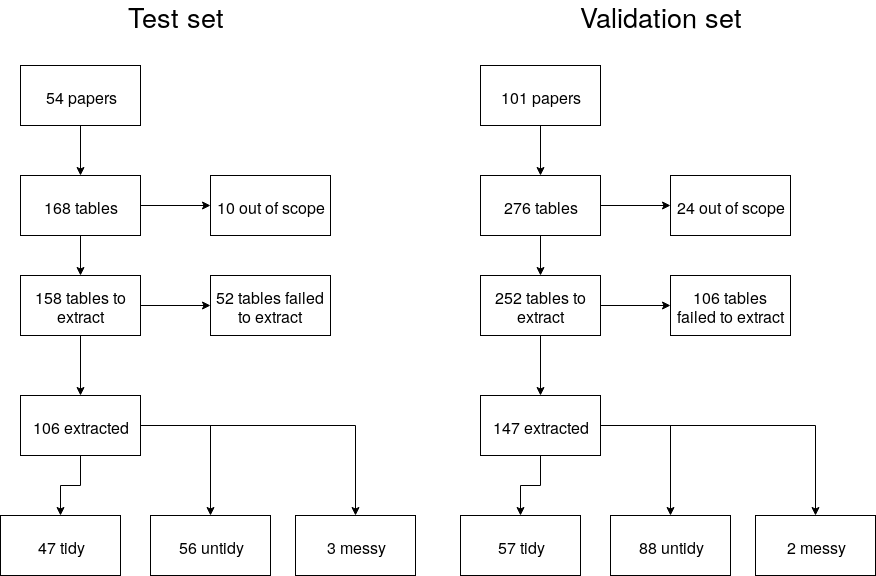 Test set
54 papers
168 tables
10 out of scope
158 tables to
extract
52 tables failed
to extract
106 extracted
47 tidy
56 untidy
3 messy
Validation set
101 papers
276 tables
24 out of scope
252 tables to
extract
106 tables
failed to extract
147 extracted
57 tidy
88 untidy
2 messy